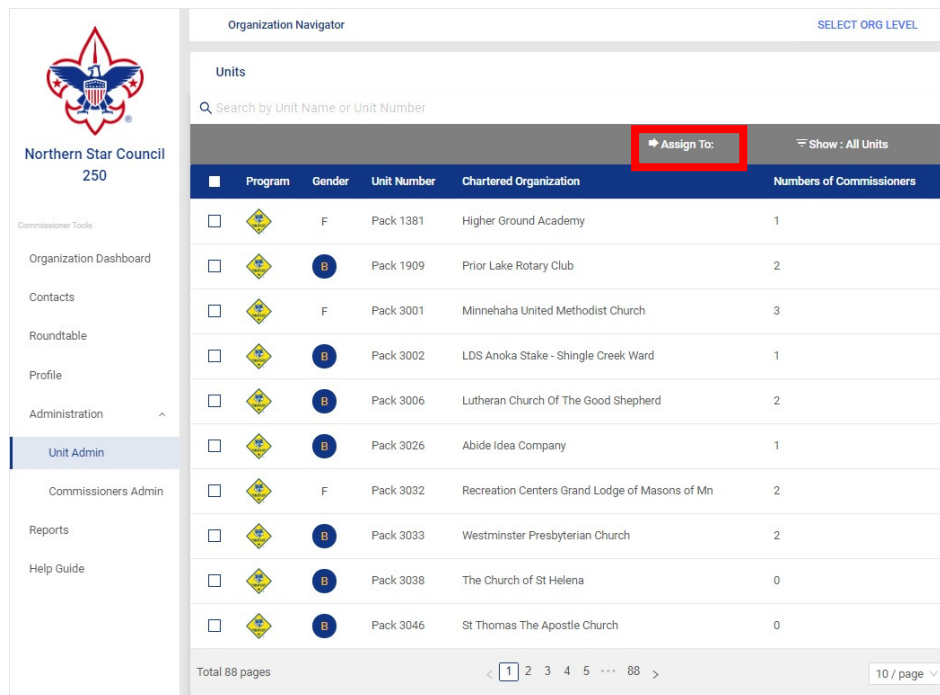 Organization Navigator SELECT ORG LEVEL
Units
Search by Unit Name or Unit Number
Assign To: Show : All Units
Northern Star Council
250
Commissioner Tools
Organization Dashboard
Contacts
Roundtable
Profile
Administration
Unit Admin
Commissioners Admin
Reports
Help Guide
Program Gender Unit Number Chartered Organization Numbers of Commissioners
F Pack 1381 Higher Ground Academy 1
B Pack 1909 Prior Lake Rotary Club 2
F Pack 3001 Minnehaha United Methodist Church 3
B Pack 3002 LDS Anoka Stake - Shingle Creek Ward 1
B Pack 3006 Lutheran Church Of The Good Shepherd 2
B Pack 3026 Abide Idea Company 1
F Pack 3032 Recreation Centers Grand Lodge of Masons of Mn 2
B Pack 3033 Westminster Presbyterian Church 2
B Pack 3038 The Church of St Helena 0
B Pack 3046 St Thomas The Apostle Church 0
Total 88 pages < 1 2 3 4 5 ··· 88 > 10 / page